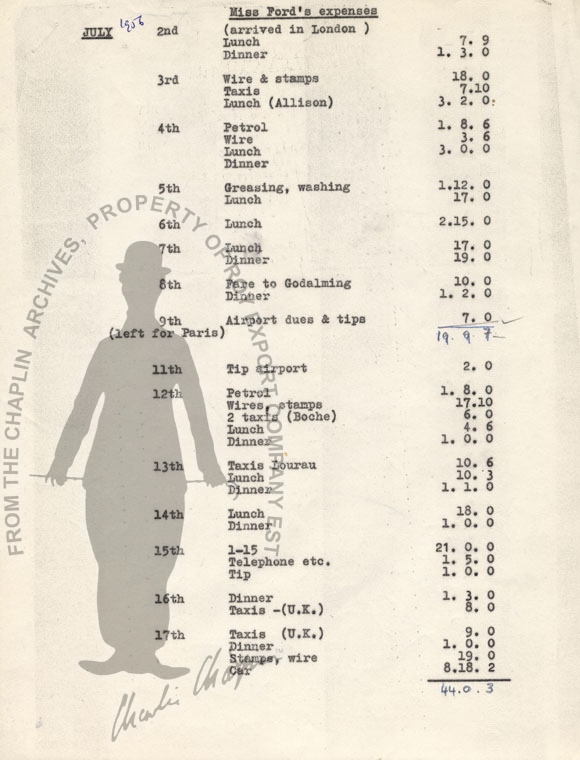 Miss Ford's expenses
JULY 1956 2nd (arrived in London )
Lunch 7. 9
Dinner 1. 3. 0
3rd Wire & stamps 18. 0
Taxis 7.10
Lunch (Allison) 3. 2. 0.
4th Petrol 1. 8. 6
Wire 3. 6
Lunch 3. 0. 0
Dinner
5th Greasing, washing 1.12. 0
Lunch 17. 0
6th Lunch 2.15. 0
7th Lunch 17. 0
Dinner 19. 0
8th Fare to Godalming 10. 0
Dinner 1. 2. 0
9th Airport dues & tips 7. 0
(left for Paris) 19. 9. 7
11th Tip airport 2. 0
12th Petrol 1. 8. 0
Wires, stamps 17.10
2 taxis (Boche) 6. 0
Lunch 4. 6
Dinner 1. 0. 0
13th Taxis Lourau 10. 6
Lunch 10. 3
Dinner 1. 1. 0
14th Lunch 18. 0
Dinner 1. 0. 0
15th 1-15 21. 0. 0
Telephone etc. 1. 5. 0
Tip 1. 0. 0
16th Dinner 1. 3. 0
Taxis -(U.K.) 8. 0
17th Taxis (U.K.) 9. 0
Dinner 1. 0. 0
Stamps, wire 19. 0
Car 8.18. 2
44. 0. 3
FROM THE CHAPLIN ARCHIVES, PROPERTY OF ROY EXPORT COMPANY EST
Charlie Chaplin